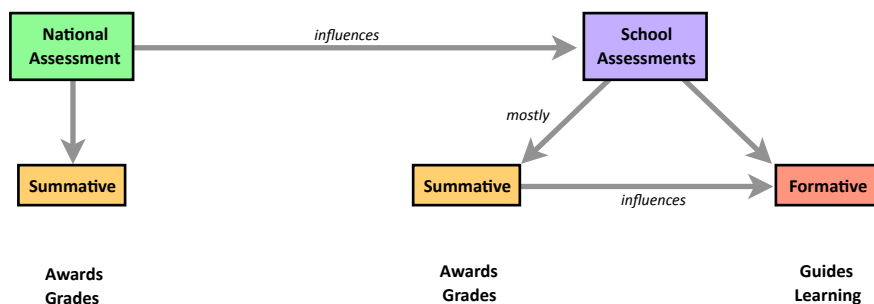 National
Assessment
influences
School
Assessments
mostly
Summative
Summative
influences
Formative
Awards
Grades
Awards
Grades
Guides
Learning